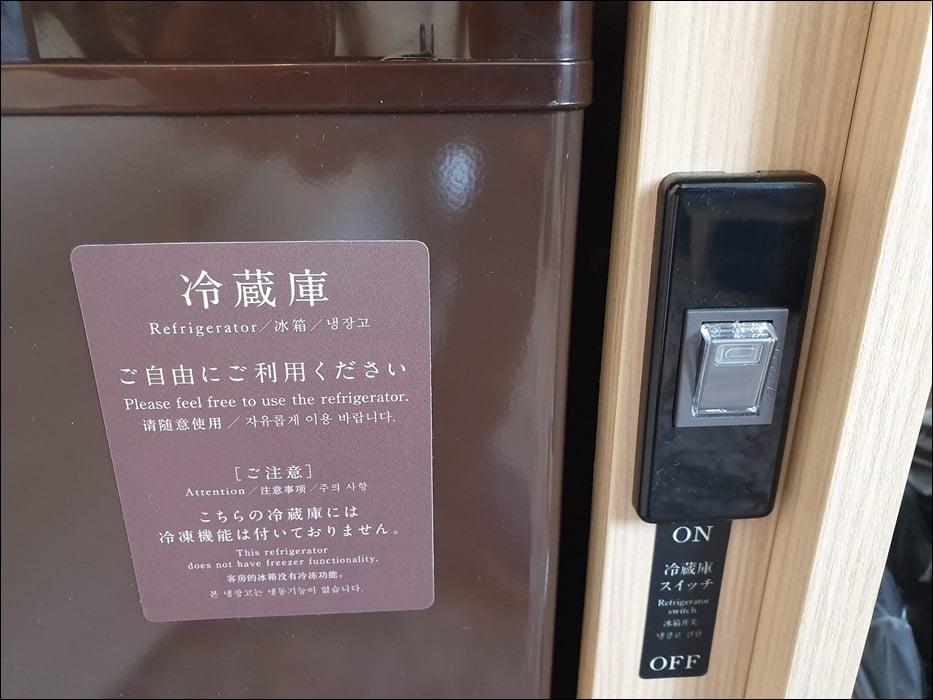 冷蔵庫
Refrigerator／冰箱／냉장고
ご自由にご利用ください
Please feel free to use the refrigerator.
请随意使用 ／ 자유롭게 이용 바랍니다.
［ご注意］
Attention／注意事项／주의 사항
こちらの冷蔵庫には
冷凍機能は付いておりません。
This refrigerator
does not have freezer functionality.
客房的冰箱没有冷冻功能。
본 냉장고는 냉동기능이 없습니다.
ON
冷蔵庫
スイッチ
Refrigerator
switch
冰箱开关
냉장고
OFF